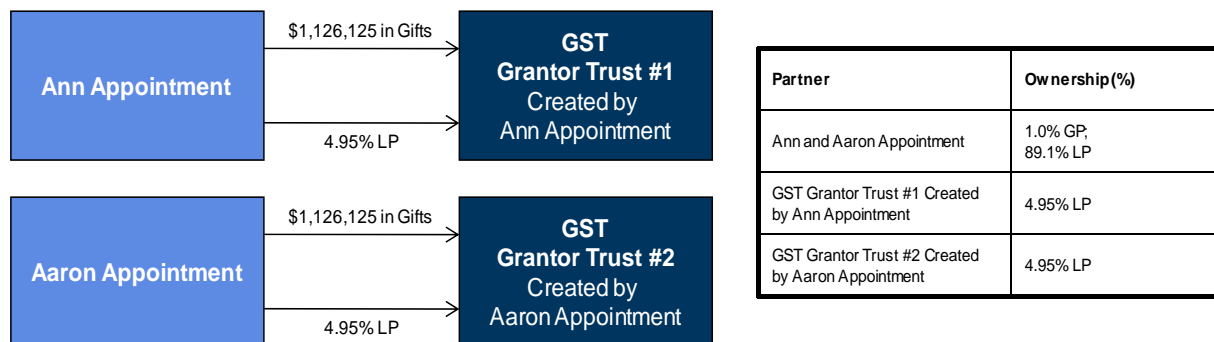 Ann Appointment
$1,126,125 in Gifts
4.95% LP
GST
Grantor Trust #1
Created by
Ann Appointment
Aaron Appointment
$1,126,125 in Gifts
4.95% LP
GST
Grantor Trust #2
Created by
Aaron Appointment
Partner Ownership (%)
Ann and Aaron Appointment 1.0% GP;
89.1% LP
GST Grantor Trust #1 Created
by Ann Appointment 4.95% LP
GST Grantor Trust #2 Created
by Aaron Appointment 4.95% LP